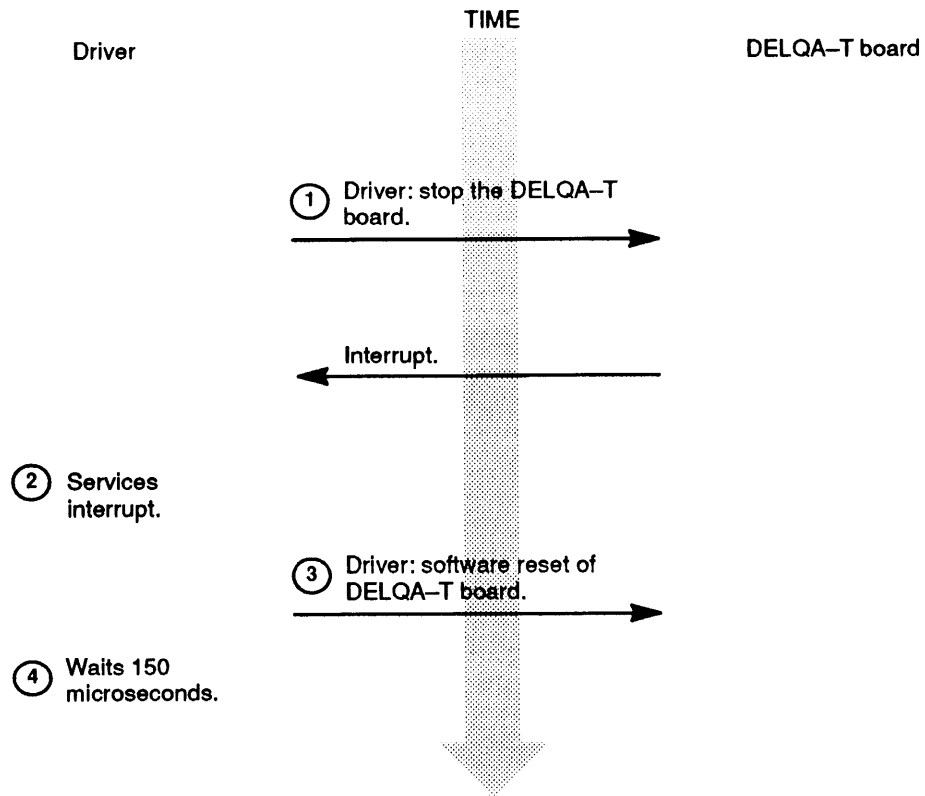 TIME
Driver
DELQA–T board
1 Driver: stop the DELQA–T
board.
Interrupt.
2 Services
interrupt.
3 Driver: software reset of
DELQA–T board.
4 Waits 150
microseconds.